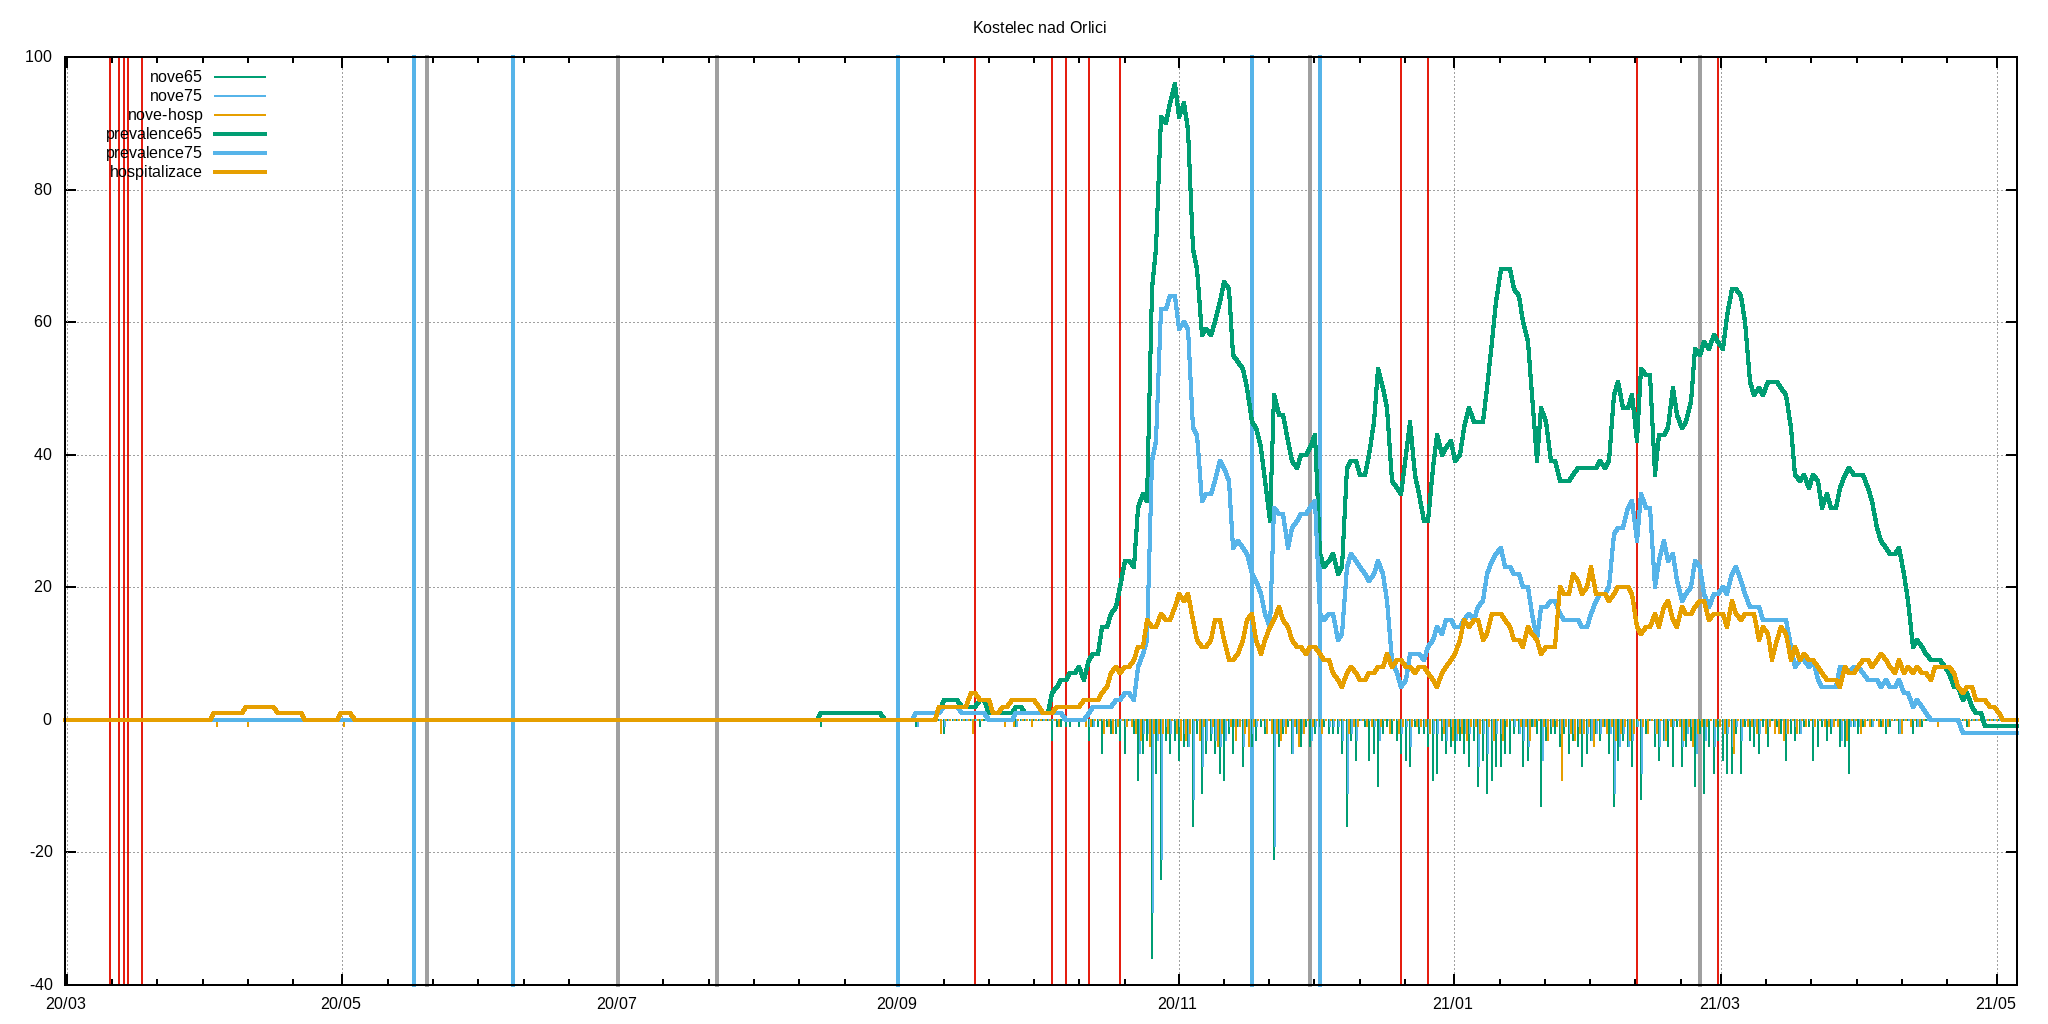 Kostelec nad Orlici
100
80
60
40
20
0
-20
-40
nove65
nove75
nove-hosp
prevalence65
prevalence75
hospitalizace
20/03 20/05 20/07 20/09 20/11 21/01 21/03 21/05